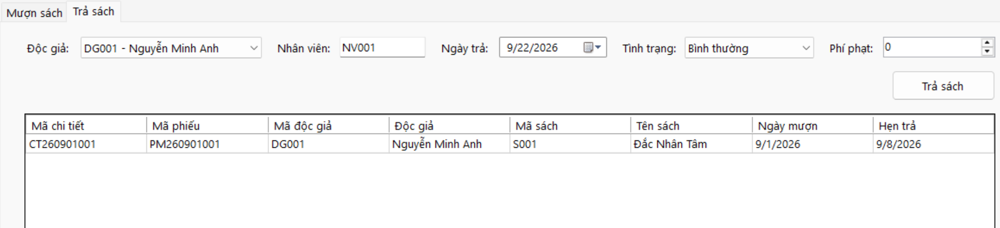 Mượn sách Trả sách
Độc giả: DG001 - Nguyễn Minh Anh Nhân viên: NV001 Ngày trả: 9/22/2026 Tình trạng: Bình thường Phí phạt: 0
Trả sách
Mã chi tiết Mã phiếu Mã độc giả Độc giả Mã sách Tên sách Ngày mượn Hẹn trả
CT260901001 PM260901001 DG001 Nguyễn Minh Anh S001 Đắc Nhân Tâm 9/1/2026 9/8/2026